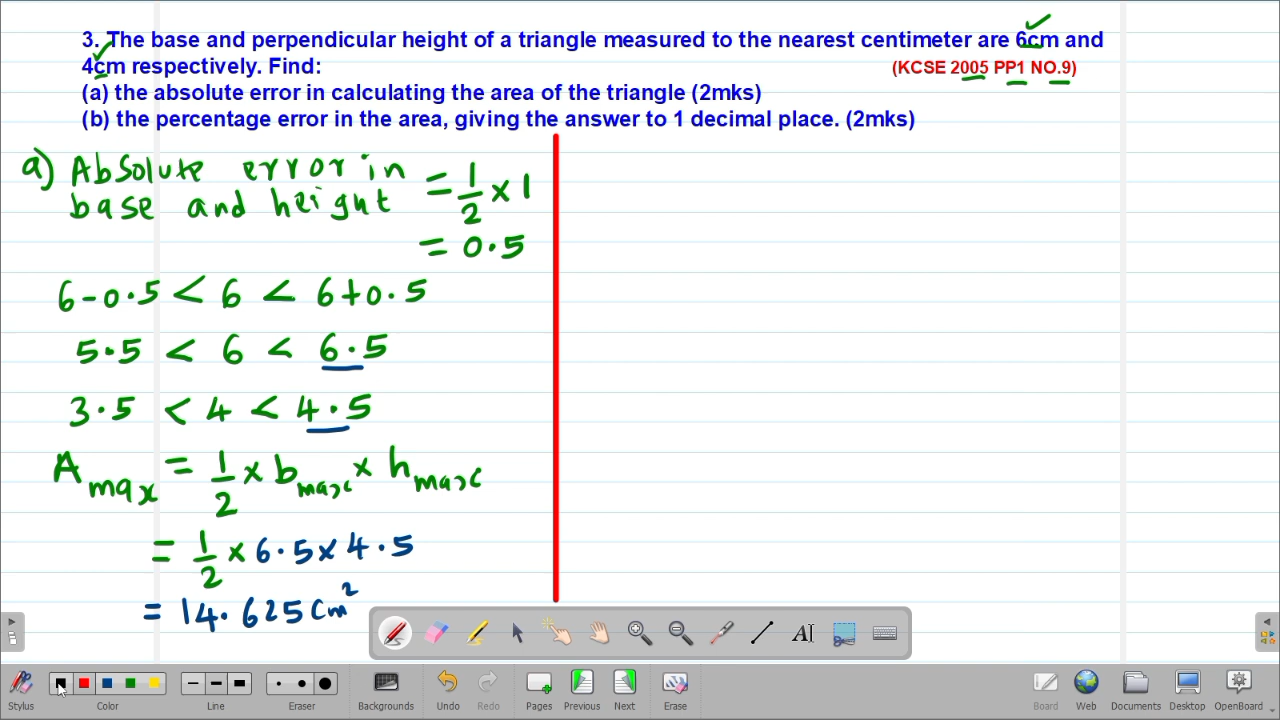 3. The base and perpendicular height of a triangle measured to the nearest centimeter are 6cm and
4cm respectively. Find:
(KCSE 2005 PP1 NO.9)
(a) the absolute error in calculating the area of the triangle (2mks)
(b) the percentage error in the area, giving the answer to 1 decimal place. (2mks)
a) Absolute error in
base and height = 1/2 × 1
= 0.5
6-0.5 < 6 < 6+0.5
5.5 < 6 < 6.5
3.5 < 4 < 4.5
A max = 1/2 × b max × h max
= 1/2 × 6.5 × 4.5
= 14.625 cm²
Stylus
Color
Line
Eraser
Backgrounds
Undo
Redo
Pages
Previous
Next
Erase
Board
Web
Documents
Desktop
OpenBoard